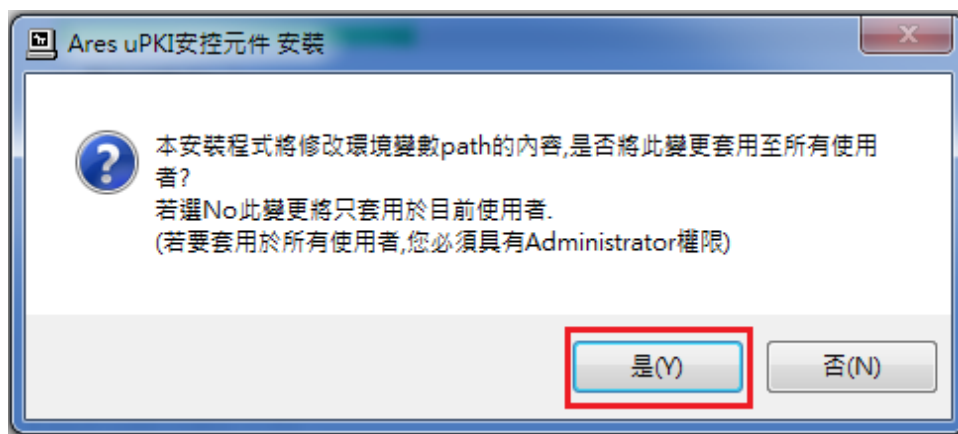 Ares uPKI安控元件 安裝
本安裝程式將修改環境變數path的內容,是否將此變更套用至所有使用
者?
若選No此變更將只套用於目前使用者.
(若要套用於所有使用者,您必須具有Administrator權限)
是(Y)
否(N)